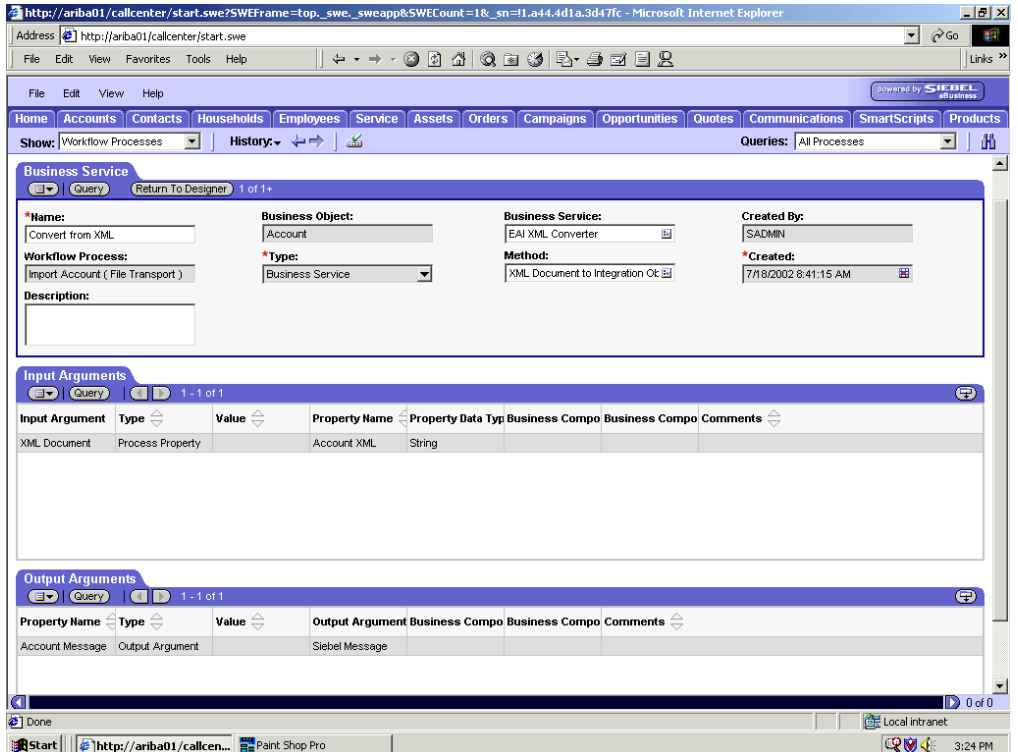 http://ariba01/callcenter/start.swe?SWEFrame=top._swe._sweapp&SWECount=1&_sn=!1.a44.4d1a.3d47fc - Microsoft Internet Explorer
Address http://ariba01/callcenter/start.swe Go
File Edit View Favorites Tools Help Links »
File Edit View Help powered by SIEBEL eBusiness
Home Accounts Contacts Households Employees Service Assets Orders Campaigns Opportunities Quotes Communications SmartScripts Products
Show: Workflow Processes History: Queries: All Processes
Business Service
Query Return To Designer 1 of 1+
*Name: Business Object: Business Service: Created By:
Convert from XML Account EAI XML Converter SADMIN
Workflow Process: *Type: Method: *Created:
Import Account ( File Transport ) Business Service XML Document to Integration Ob 7/18/2002 8:41:15 AM
Description:
Input Arguments
Query 1 - 1 of 1
Input Argument Type Value Property Name Property Data Typ Business Compo Business Compo Comments
XML Document Process Property Account XML String
Output Arguments
Query 1 - 1 of 1
Property Name Type Value Output Argument Business Compo Business Compo Comments
Account Message Output Argument Siebel Message
0 of 0
Done Local intranet
Start http://ariba01/callcen... Paint Shop Pro 3:24 PM